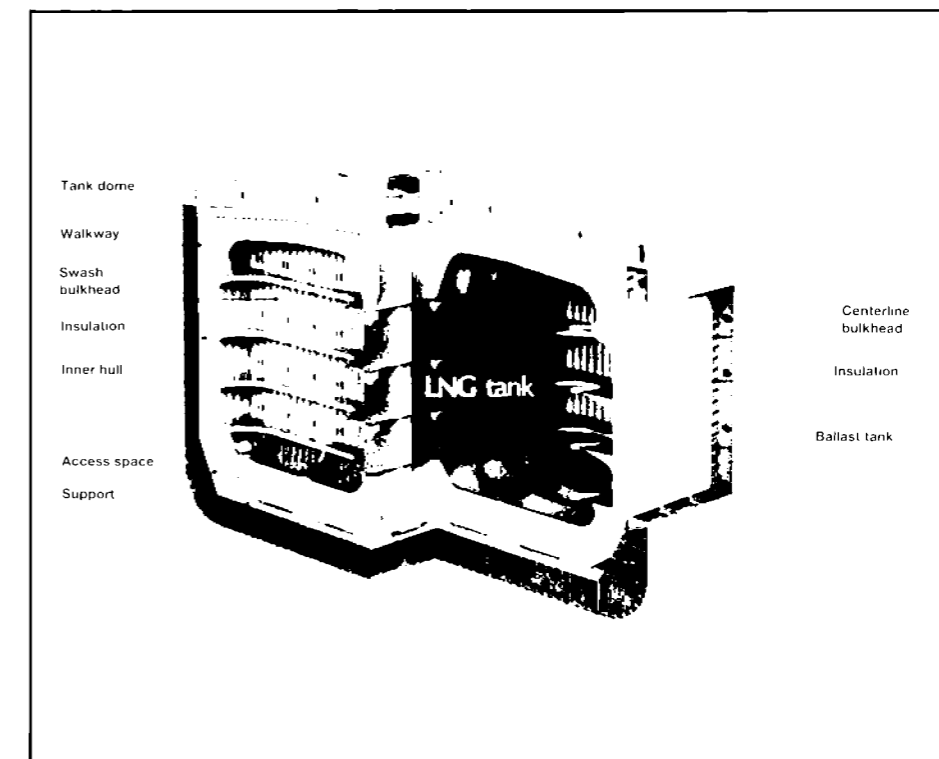 Tank dome
Walkway
Swash
bulkhead
Insulation
Inner hull
Access space
Support
LNG tank
Centerline
bulkhead
Insulation
Ballast tank